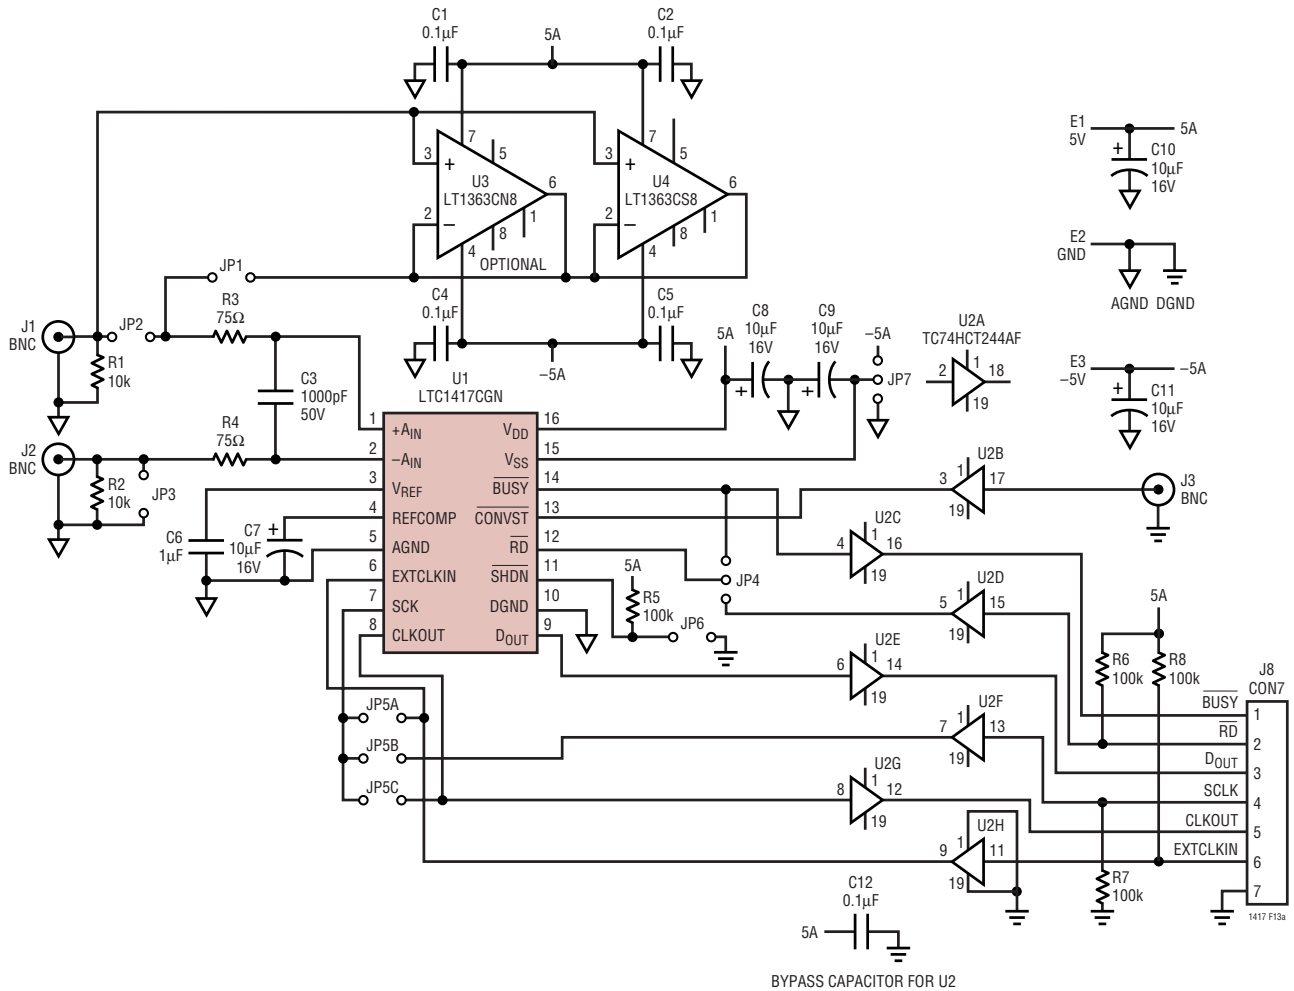 C1
0.1µF
5A
C2
0.1µF
7
5
3
+
U3
LT1363CN8
6
2
–
1
8
4
OPTIONAL
7
5
3
+
U4
LT1363CS8
6
2
–
1
8
4
E1
5V
5A
+
C10
10µF
16V
E2
GND
AGND DGND
E3
–5V
–5A
+
C11
10µF
16V
JP1
J1
BNC
JP2
R3
75Ω
R1
10k
C3
1000pF
50V
R4
75Ω
J2
BNC
R2
10k
JP3
C4
0.1µF
C5
0.1µF
–5A
C8
10µF
16V
5A
+
C9
10µF
16V
+
–5A
JP7
U2A
TC74HCT244AF
2
1
18
19
U1
LTC1417CGN
1
+AIN
2
–AIN
3
VREF
4
REFCOMP
5
AGND
6
EXTCLKIN
7
SCK
8
CLKOUT
VDD
16
VSS
15
BUSY
14
CONVST
13
RD
12
SHDN
11
DGND
10
DOUT
9
C6
1µF
C7
10µF
16V
+
5A
R5
100k
JP6
JP4
U2B
3
1
17
19
J3
BNC
U2C
4
1
16
19
U2D
5
1
15
19
U2E
6
1
14
19
U2F
7
1
13
19
U2G
8
1
12
19
U2H
9
1
11
19
JP5A
JP5B
JP5C
5A
R6
100k
R8
100k
R7
100k
J8
CON7
BUSY
1
RD
2
DOUT
3
SCLK
4
CLKOUT
5
EXTCLKIN
6
7
1417 F13a
C12
0.1µF
5A
BYPASS CAPACITOR FOR U2